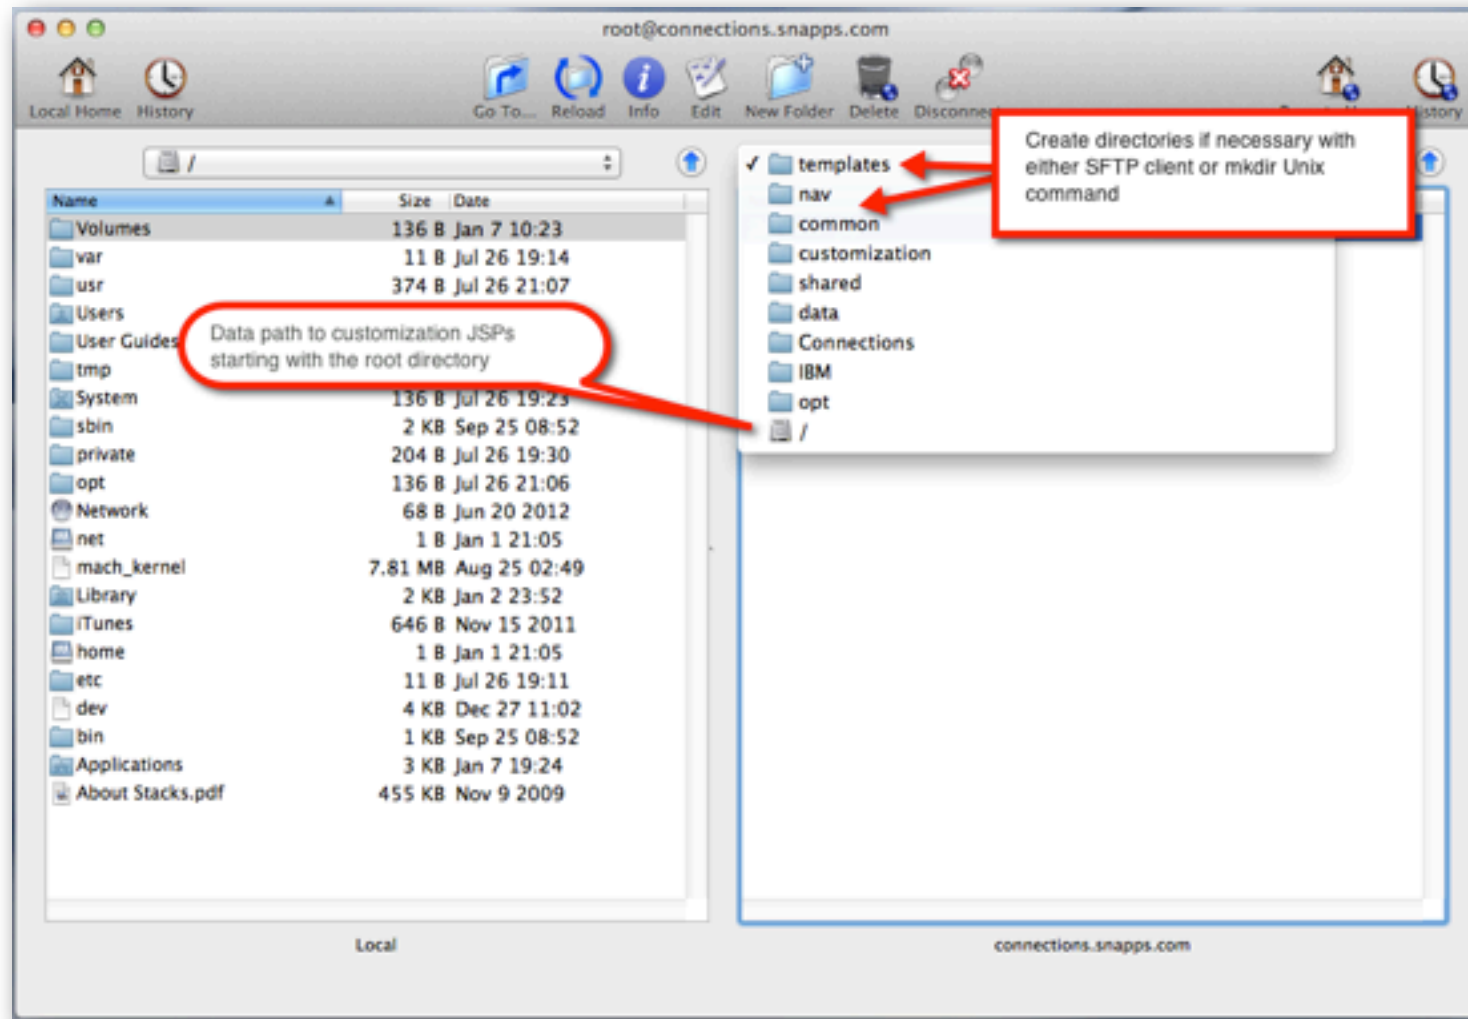 root@connections.snapps.com
Local Home History Go To... Reload Info Edit New Folder Delete Disconnect History
/
Create directories if necessary with
either SFTP client or mkdir Unix
command
Name Size Date
Volumes 136 B Jan 7 10:23
var 11 B Jul 26 19:14
usr 374 B Jul 26 21:07
Users
User Guides
tmp
System 136 B Jul 26 19:23
sbin 2 KB Sep 25 08:52
private 204 B Jul 26 19:30
opt 136 B Jul 26 21:06
Network 68 B Jun 20 2012
net 1 B Jan 1 21:05
mach_kernel 7.81 MB Aug 25 02:49
Library 2 KB Jan 2 23:52
iTunes 646 B Nov 15 2011
home 1 B Jan 1 21:05
etc 11 B Jul 26 19:11
dev 4 KB Dec 27 11:02
bin 1 KB Sep 25 08:52
Applications 3 KB Jan 7 19:24
About Stacks.pdf 455 KB Nov 9 2009
Data path to customization JSPs
starting with the root directory
templates
nav
common
customization
shared
data
Connections
IBM
opt
/
Local
connections.snapps.com